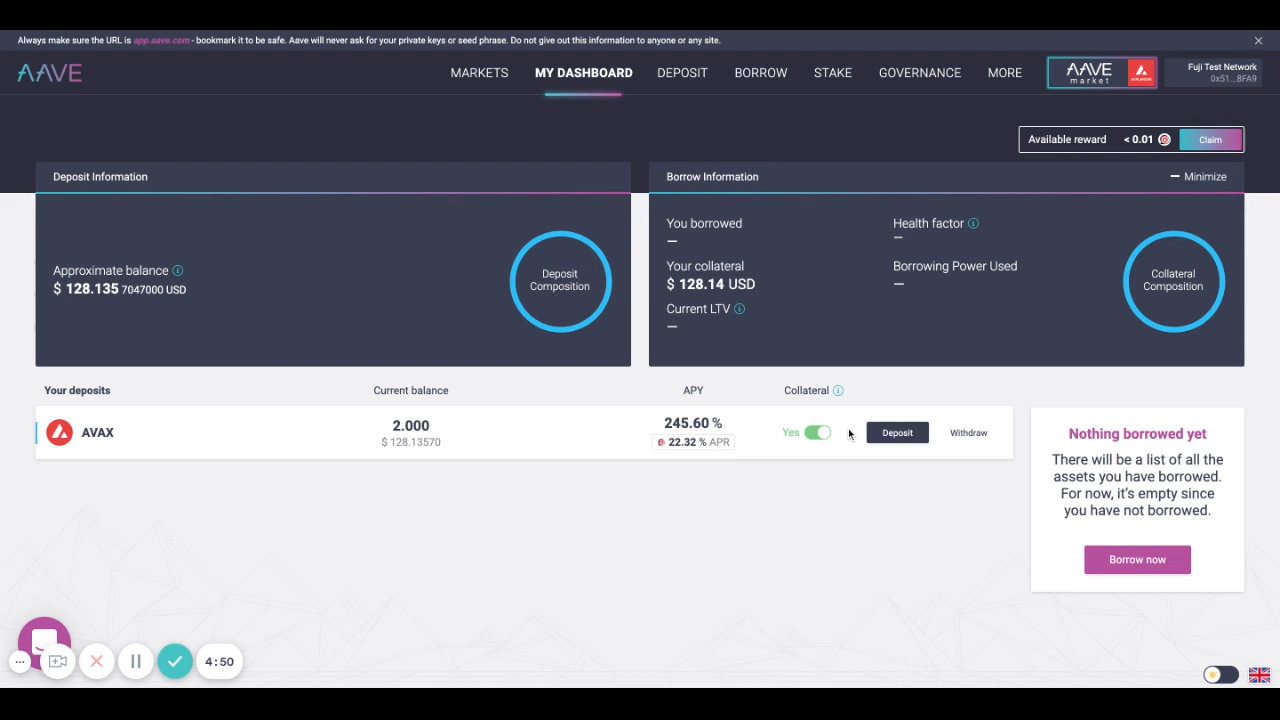 Always make sure the URL is app.aave.com - bookmark it to be safe. Aave will never ask for your private keys or seed phrase. Do not give out this information to anyone or any site.
AAVE
MARKETS
MY DASHBOARD
DEPOSIT
BORROW
STAKE
GOVERNANCE
MORE
AAVE
market
AVALANCHE
Fuji Test Network
0x51...8FA9
Available reward < 0.01
Claim
Deposit Information
Approximate balance
$ 128.135 7047000 USD
Deposit
Composition
Borrow Information
Minimize
You borrowed
—
Health factor
—
Your collateral
$ 128.14 USD
Borrowing Power Used
—
Current LTV
—
Collateral
Composition
Your deposits
Current balance
APY
Collateral
AVAX
2.000
$ 128.13570
245.60 %
22.32 % APR
Yes
Deposit
Withdraw
Nothing borrowed yet
There will be a list of all the
assets you have borrowed.
For now, it's empty since
you have not borrowed.
Borrow now
4:50